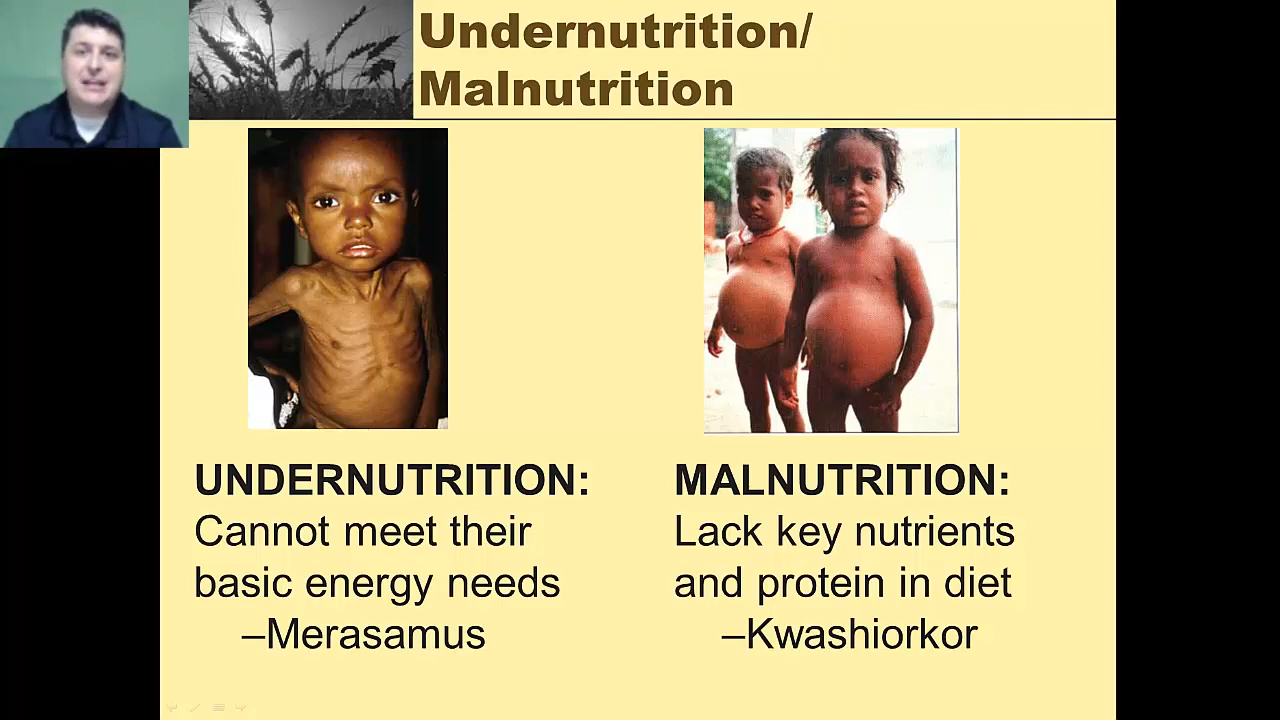 Undernutrition/
Malnutrition
UNDERNUTRITION:
Cannot meet their
basic energy needs
–Merasamus
MALNUTRITION:
Lack key nutrients
and protein in diet
–Kwashiorkor